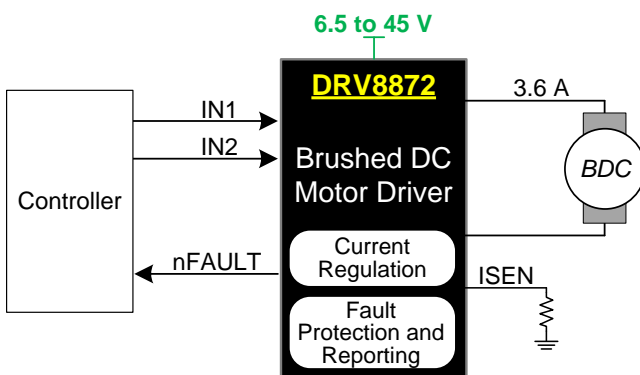 6.5 to 45 V
DRV8872
3.6 A
IN1
IN2
Brushed DC
Motor Driver
BDC
Controller
Current
Regulation
nFAULT
ISEN
Fault
Protection and
Reporting